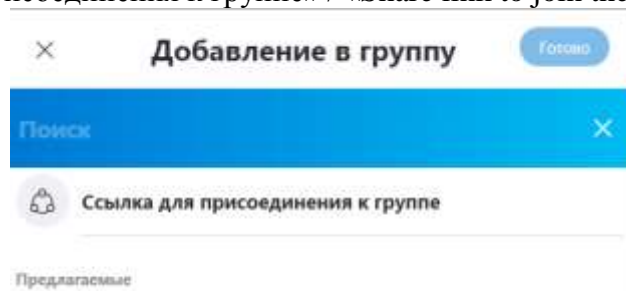 Добавление в группу
Готово
Поиск
Ссылка для присоединения к группе
Предлагаемые